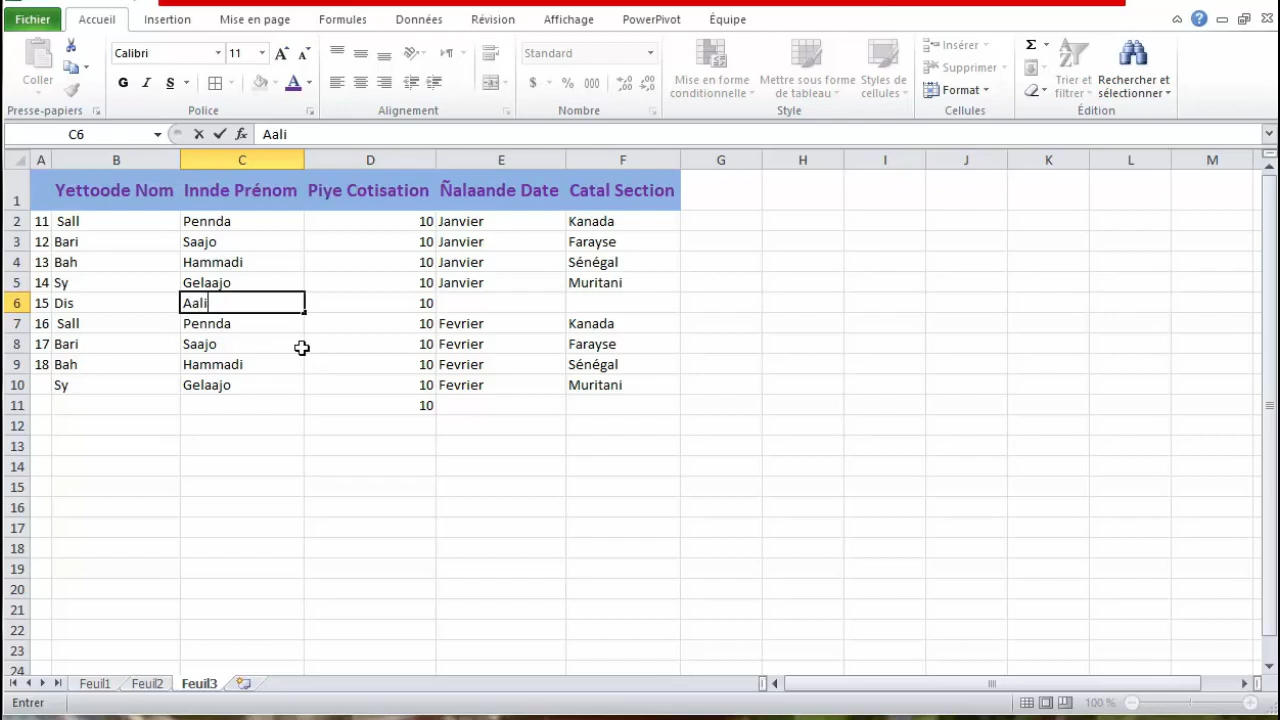 Fichier Accueil Insertion Mise en page Formules Données Révision Affichage PowerPivot Équipe
Coller
Presse-papiers
Calibri 11
G I S
Police
Alignement
Standard
$ % 000
Nombre
Mise en forme conditionnelle
Mettre sous forme de tableau
Styles de cellules
Style
Insérer
Supprimer
Format
Cellules
Σ
Trier et filtrer
Rechercher et sélectionner
Édition
C6 fx Aali
A B C D E F G H I J K L M
1 Yettoode Nom Innde Prénom Piye Cotisation Ñalaande Date Catal Section
2 11 Sall Pennda 10 Janvier Kanada
3 12 Bari Saajo 10 Janvier Farayse
4 13 Bah Hammadi 10 Janvier Sénégal
5 14 Sy Gelaajo 10 Janvier Muritani
6 15 Dis Aali 10
7 16 Sall Pennda 10 Fevrier Kanada
8 17 Bari Saajo 10 Fevrier Farayse
9 18 Bah Hammadi 10 Fevrier Sénégal
10 Sy Gelaajo 10 Fevrier Muritani
11 10
12
13
14
15
16
17
18
19
20
21
22
23
24
Feuil1 Feuil2 Feuil3
Entrer 100 %